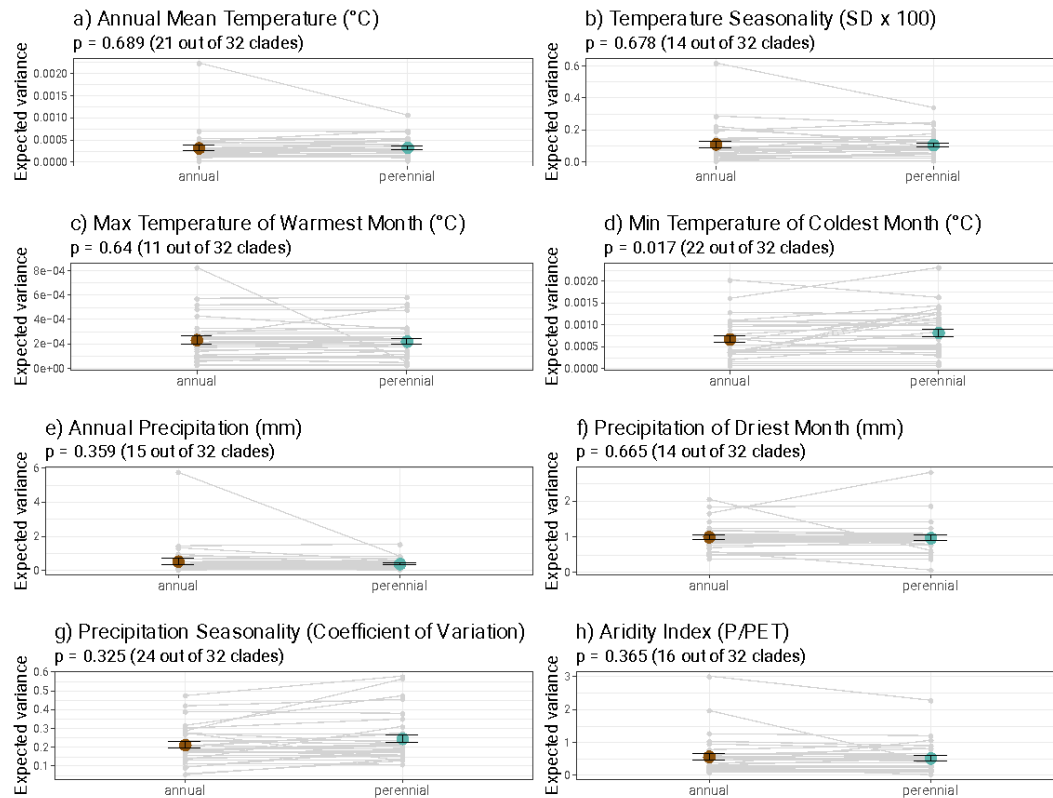 a) Annual Mean Temperature (°C)
p = 0.689 (21 out of 32 clades)
Expected variance
0.0020
0.0015
0.0010
0.0005
0.0000
annual
perennial
b) Temperature Seasonality (SD x 100)
p = 0.678 (14 out of 32 clades)
Expected variance
0.6
0.4
0.2
0.0
annual
perennial
c) Max Temperature of Warmest Month (°C)
p = 0.64 (11 out of 32 clades)
Expected variance
8e-04
6e-04
4e-04
2e-04
0e+00
annual
perennial
d) Min Temperature of Coldest Month (°C)
p = 0.017 (22 out of 32 clades)
Expected variance
0.0020
0.0015
0.0010
0.0005
0.0000
annual
perennial
e) Annual Precipitation (mm)
p = 0.359 (15 out of 32 clades)
Expected variance
6
4
2
0
annual
perennial
f) Precipitation of Driest Month (mm)
p = 0.665 (14 out of 32 clades)
Expected variance
2
1
0
annual
perennial
g) Precipitation Seasonality (Coefficient of Variation)
p = 0.325 (24 out of 32 clades)
Expected variance
0.6
0.5
0.4
0.3
0.2
0.1
annual
perennial
h) Aridity Index (P/PET)
p = 0.365 (16 out of 32 clades)
Expected variance
3
2
1
0
annual
perennial